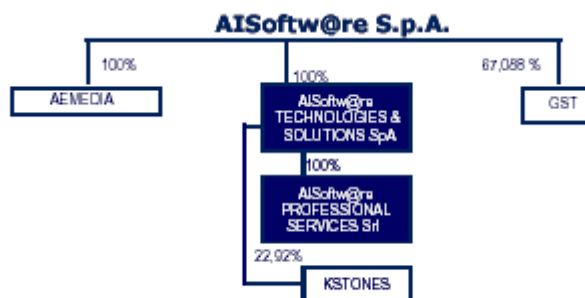 AISoftw@re S.p.A.
100%
100%
67,088 %
AEMEDIA
AISoftw@re
TECHNOLOGIES &
SOLUTIONS SpA
GST
100%
AISoftw@re
PROFESSIONAL
SERVICES Srl
22,92%
KSTONES